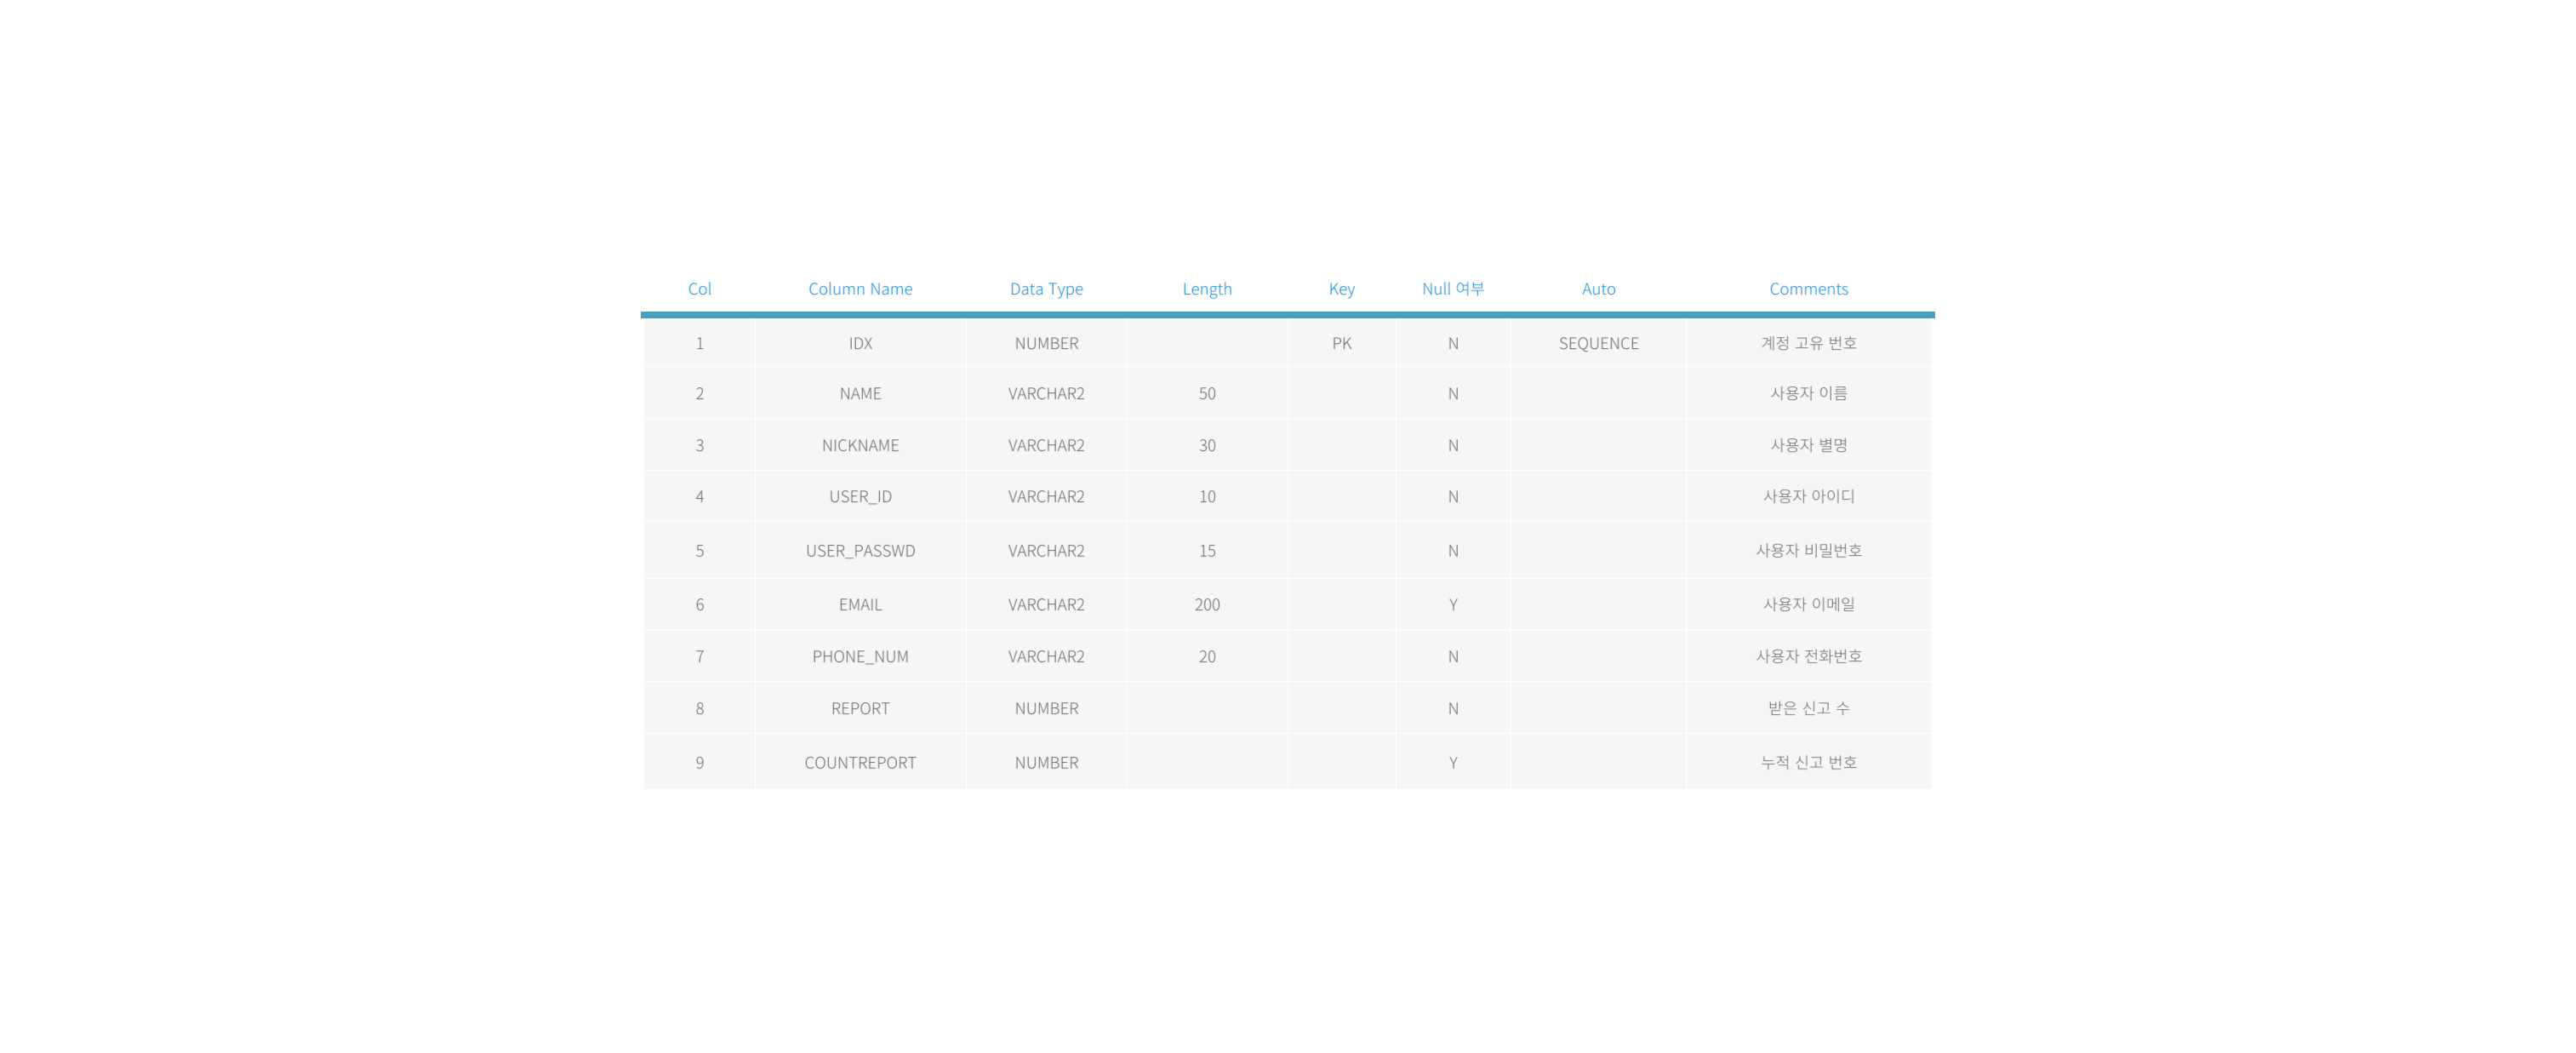 Col Column Name Data Type Length Key Null 여부 Auto Comments
1 IDX NUMBER PK N SEQUENCE 계정 고유 번호
2 NAME VARCHAR2 50 N 사용자 이름
3 NICKNAME VARCHAR2 30 N 사용자 별명
4 USER_ID VARCHAR2 10 N 사용자 아이디
5 USER_PASSWD VARCHAR2 15 N 사용자 비밀번호
6 EMAIL VARCHAR2 200 Y 사용자 이메일
7 PHONE_NUM VARCHAR2 20 N 사용자 전화번호
8 REPORT NUMBER N 받은 신고 수
9 COUNTREPORT NUMBER Y 누적 신고 번호